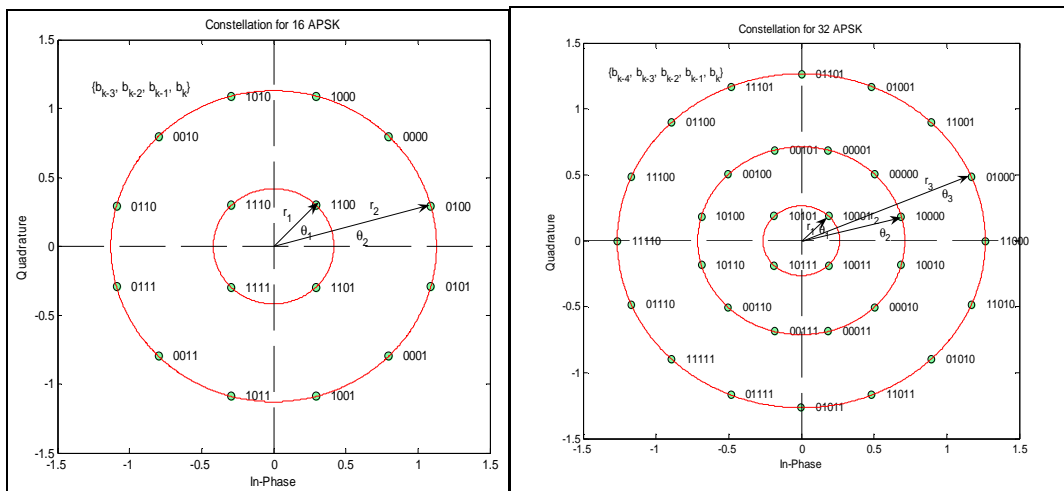 Constellation for 16 APSK
1.5
1
0.5
0
-0.5
-1
-1.5
Quadrature
{b_{k-3}, b_{k-2}, b_{k-1}, b_k}
1010 1000
0010 0000
1110 1100
0110 0100
r_1 r_2
θ_1 θ_2
0111 1111 1101 0101
0011 0001
1011 1001
-1.5 -1 -0.5 0 0.5 1 1.5
In-Phase
Constellation for 32 APSK
1.5
1
0.5
0
-0.5
-1
-1.5
Quadrature
{b_{k-4}, b_{k-3}, b_{k-2}, b_{k-1}, b_k}
01101
11101 01001
01100 11001
00101 00001
11100 00100 00000 r_3 01000
θ_3
10100 10101 10001 r_2 10000
r_1 θ_1 θ_2
11110 11000
10110 10111 10011 10010
01110 00110 00010 11010
00111 00011
11111 01010
01111 11011
01011
-1.5 -1 -0.5 0 0.5 1 1.5
In-Phase